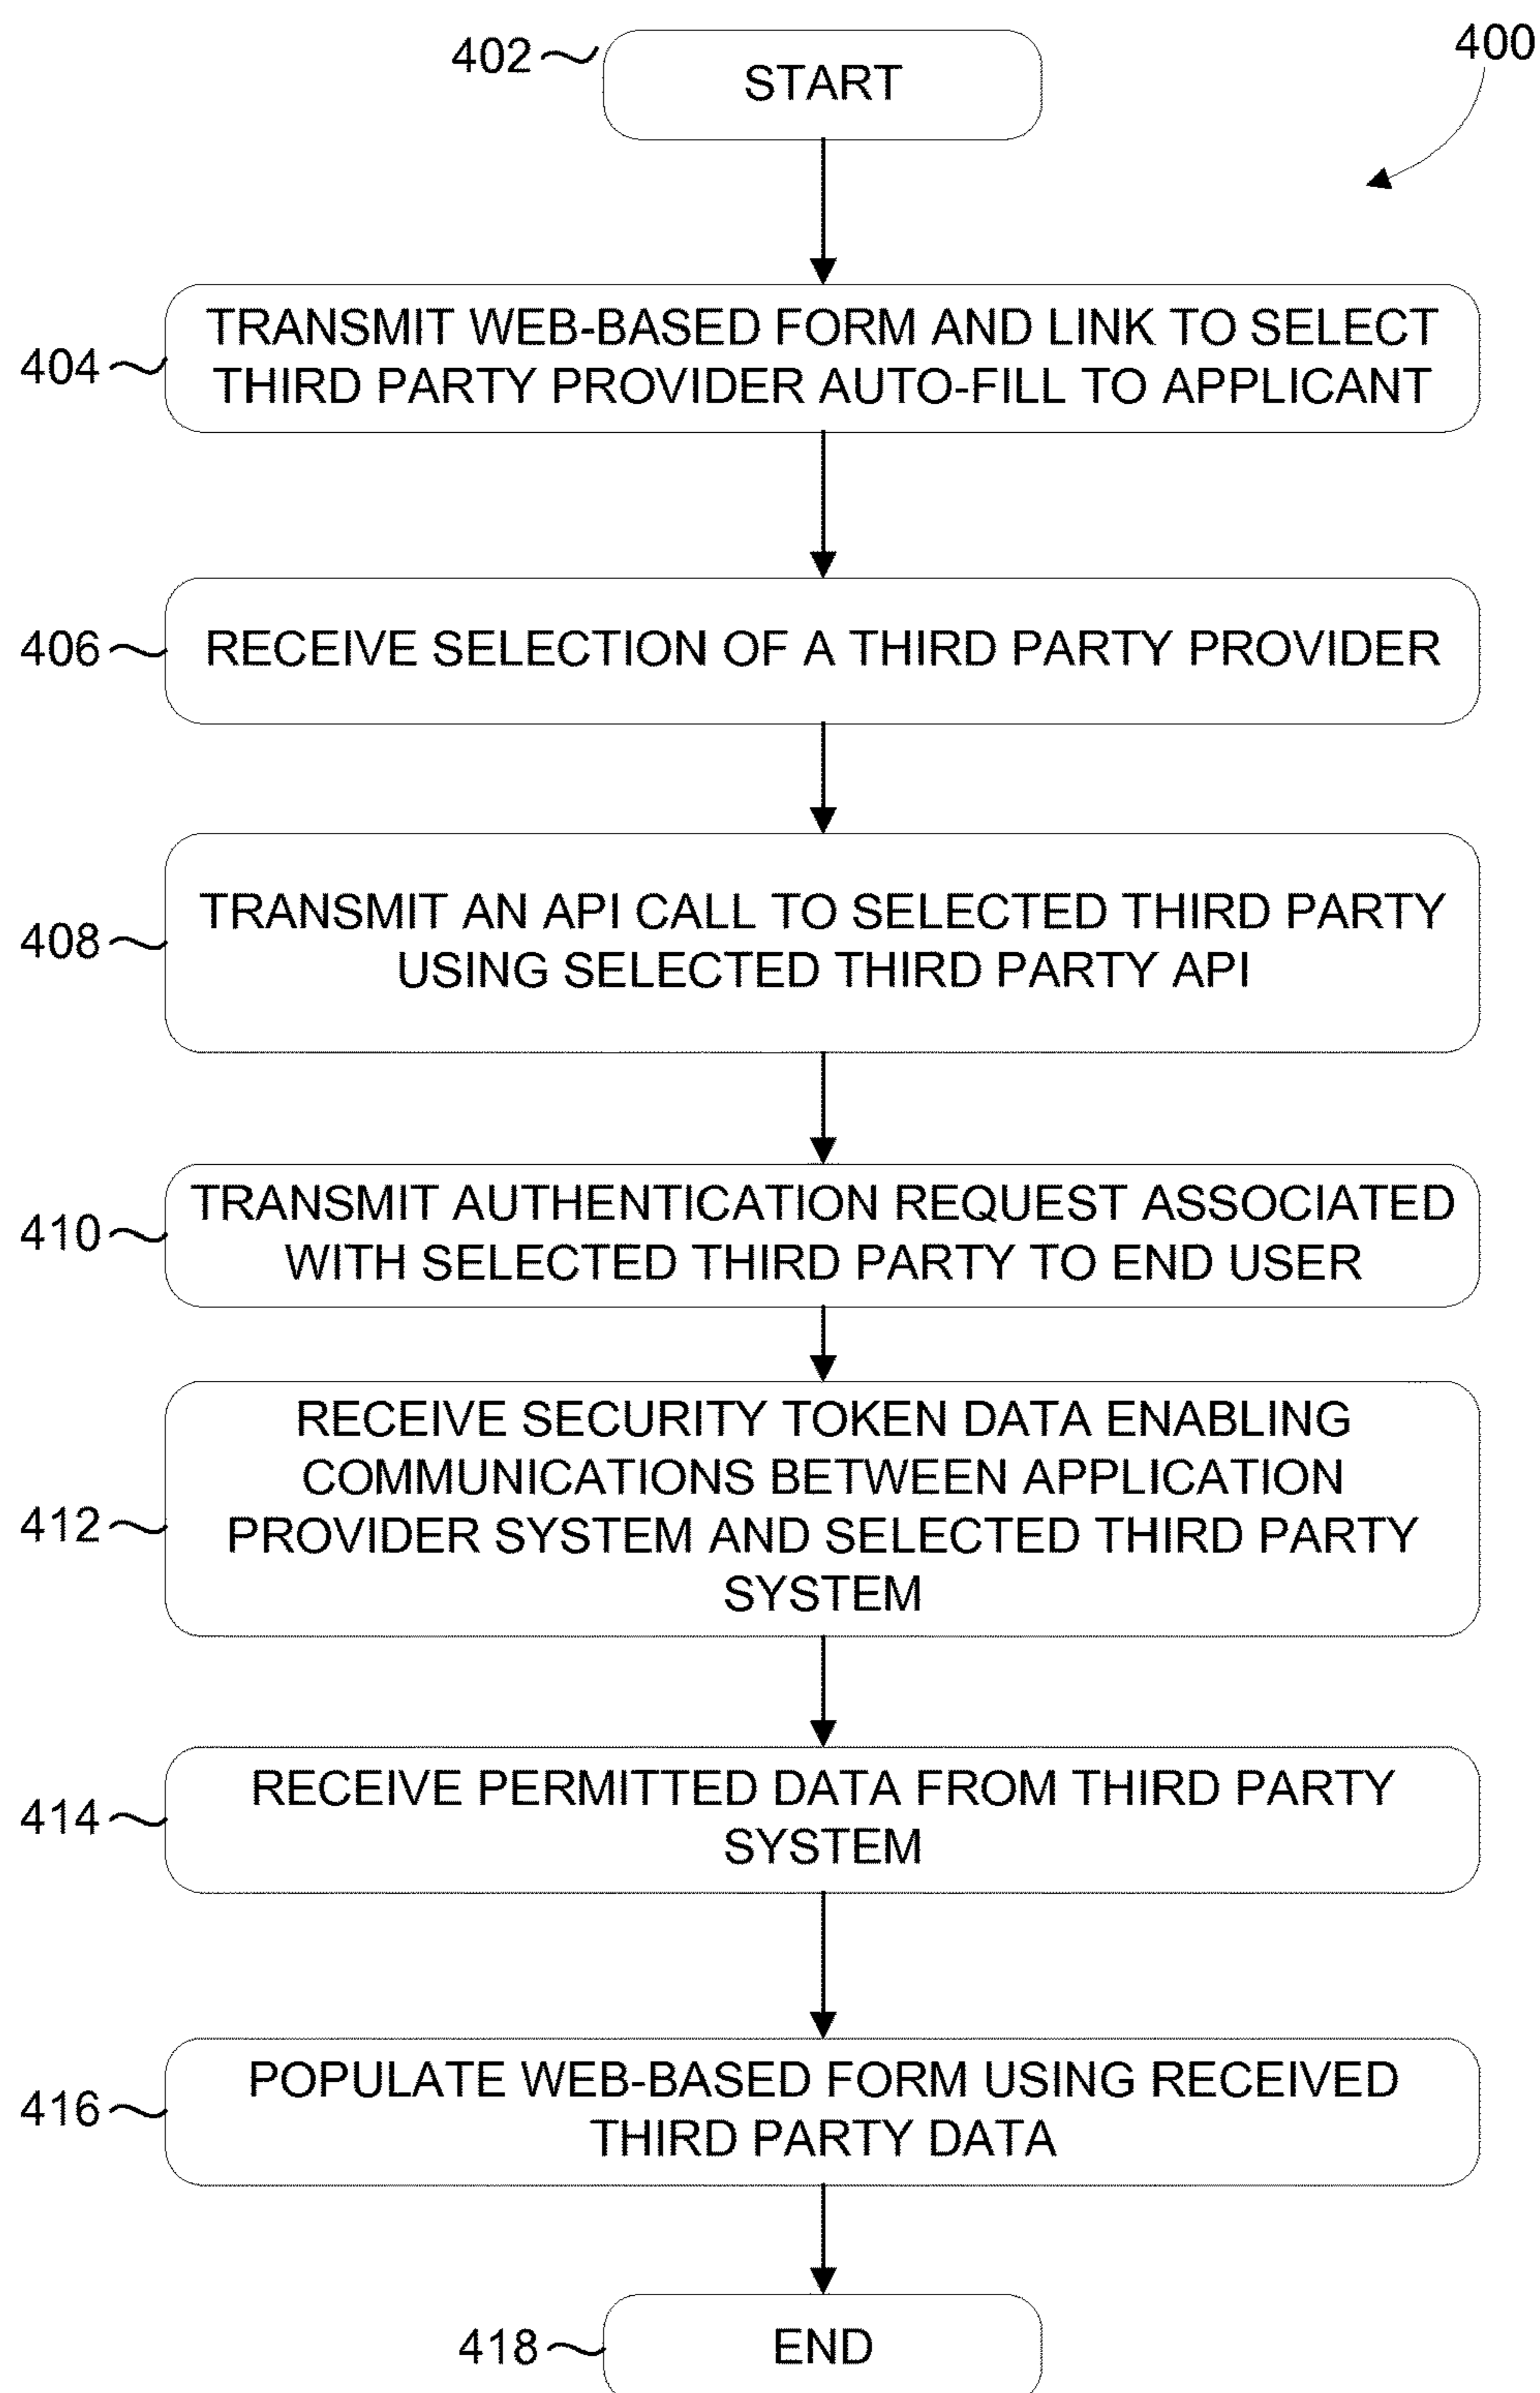 402
START
400
404
TRANSMIT WEB-BASED FORM AND LINK TO SELECT
THIRD PARTY PROVIDER AUTO-FILL TO APPLICANT
406
RECEIVE SELECTION OF A THIRD PARTY PROVIDER
408
TRANSMIT AN API CALL TO SELECTED THIRD PARTY
USING SELECTED THIRD PARTY API
410
TRANSMIT AUTHENTICATION REQUEST ASSOCIATED
WITH SELECTED THIRD PARTY TO END USER
412
RECEIVE SECURITY TOKEN DATA ENABLING
COMMUNICATIONS BETWEEN APPLICATION
PROVIDER SYSTEM AND SELECTED THIRD PARTY
SYSTEM
414
RECEIVE PERMITTED DATA FROM THIRD PARTY
SYSTEM
416
POPULATE WEB-BASED FORM USING RECEIVED
THIRD PARTY DATA
418
END